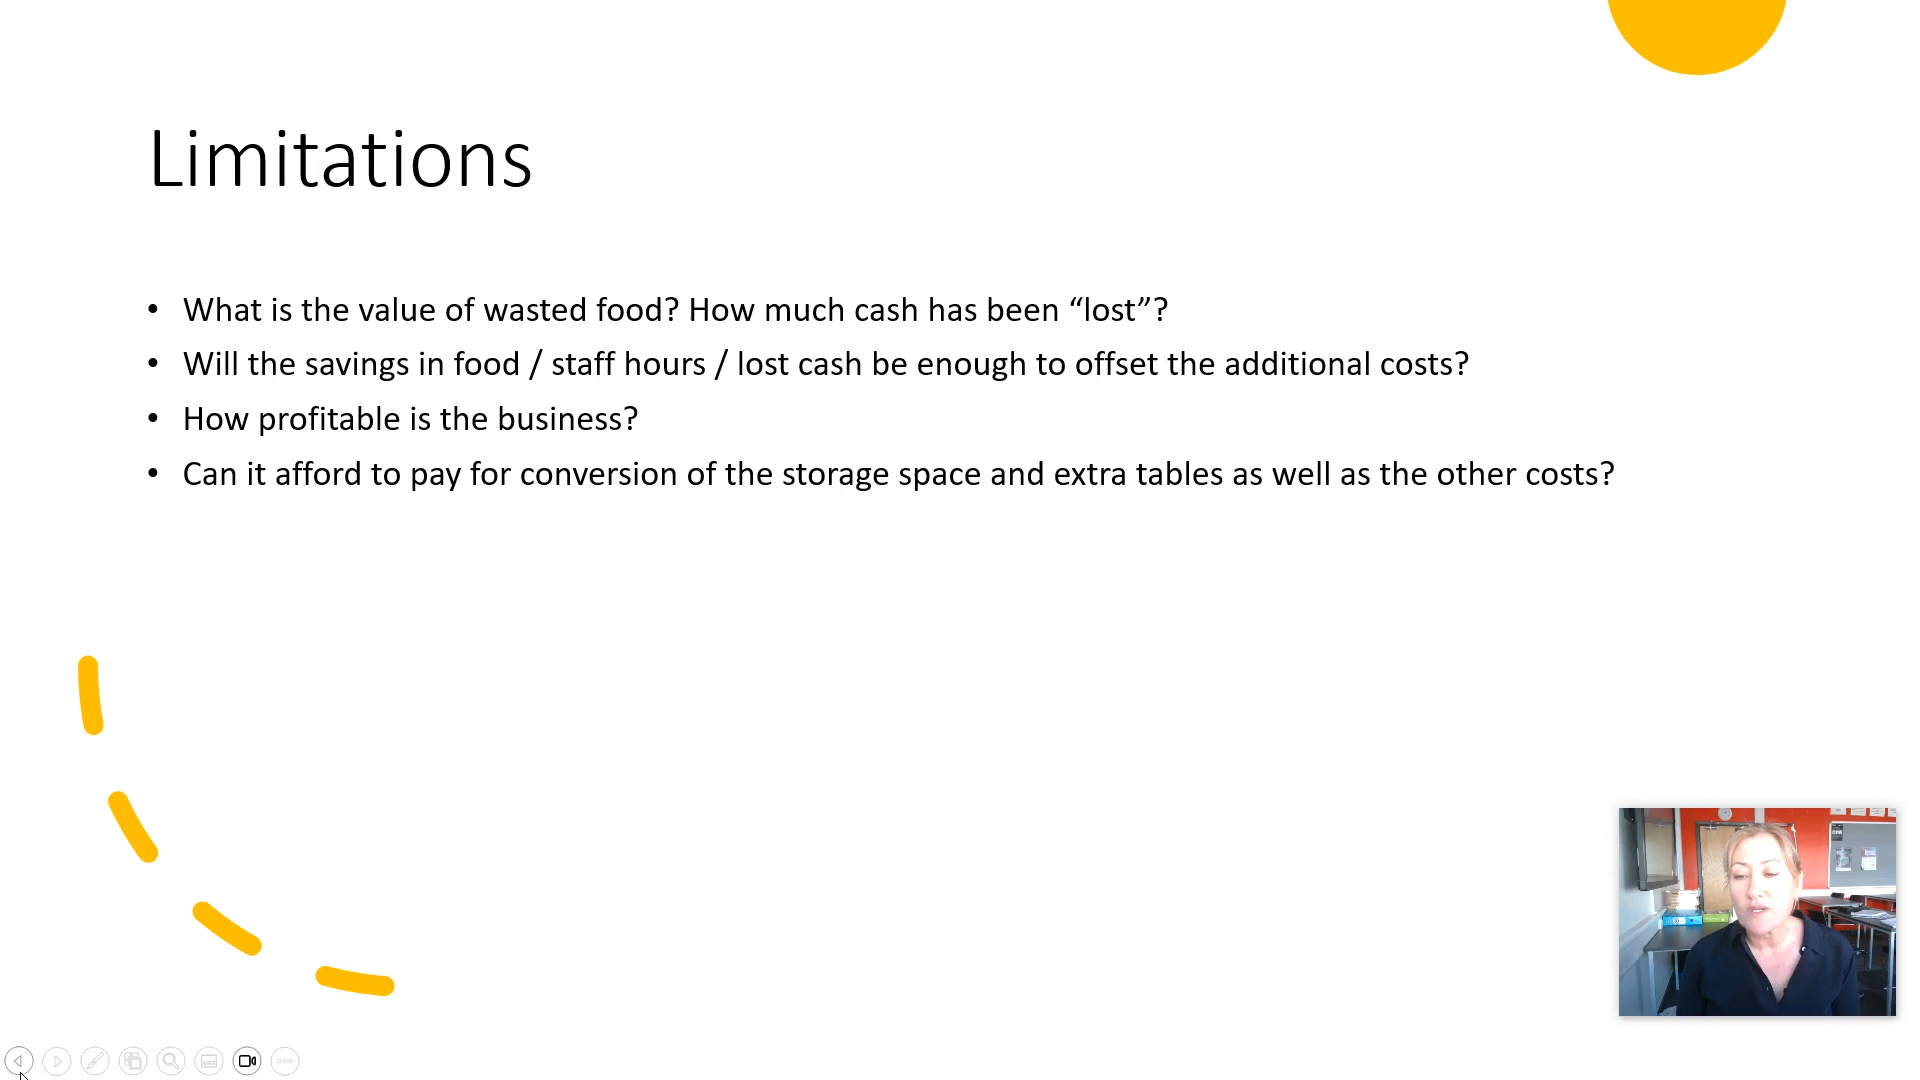 Limitations
• What is the value of wasted food? How much cash has been “lost”?
• Will the savings in food / staff hours / lost cash be enough to offset the additional costs?
• How profitable is the business?
• Can it afford to pay for conversion of the storage space and extra tables as well as the other costs?